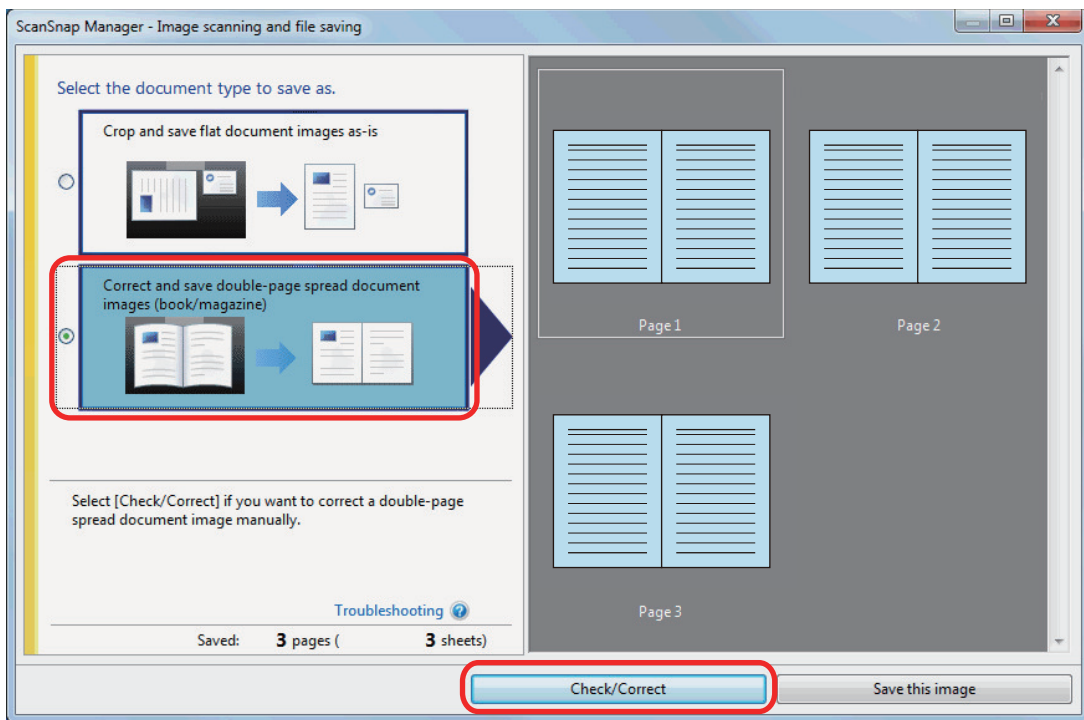 ScanSnap Manager - Image scanning and file saving
Select the document type to save as.
Crop and save flat document images as-is
Correct and save double-page spread document
images (book/magazine)
Select [Check/Correct] if you want to correct a double-page
spread document image manually.
Troubleshooting
Saved: 3 pages ( 3 sheets)
Page 1
Page 2
Page 3
Check/Correct
Save this image